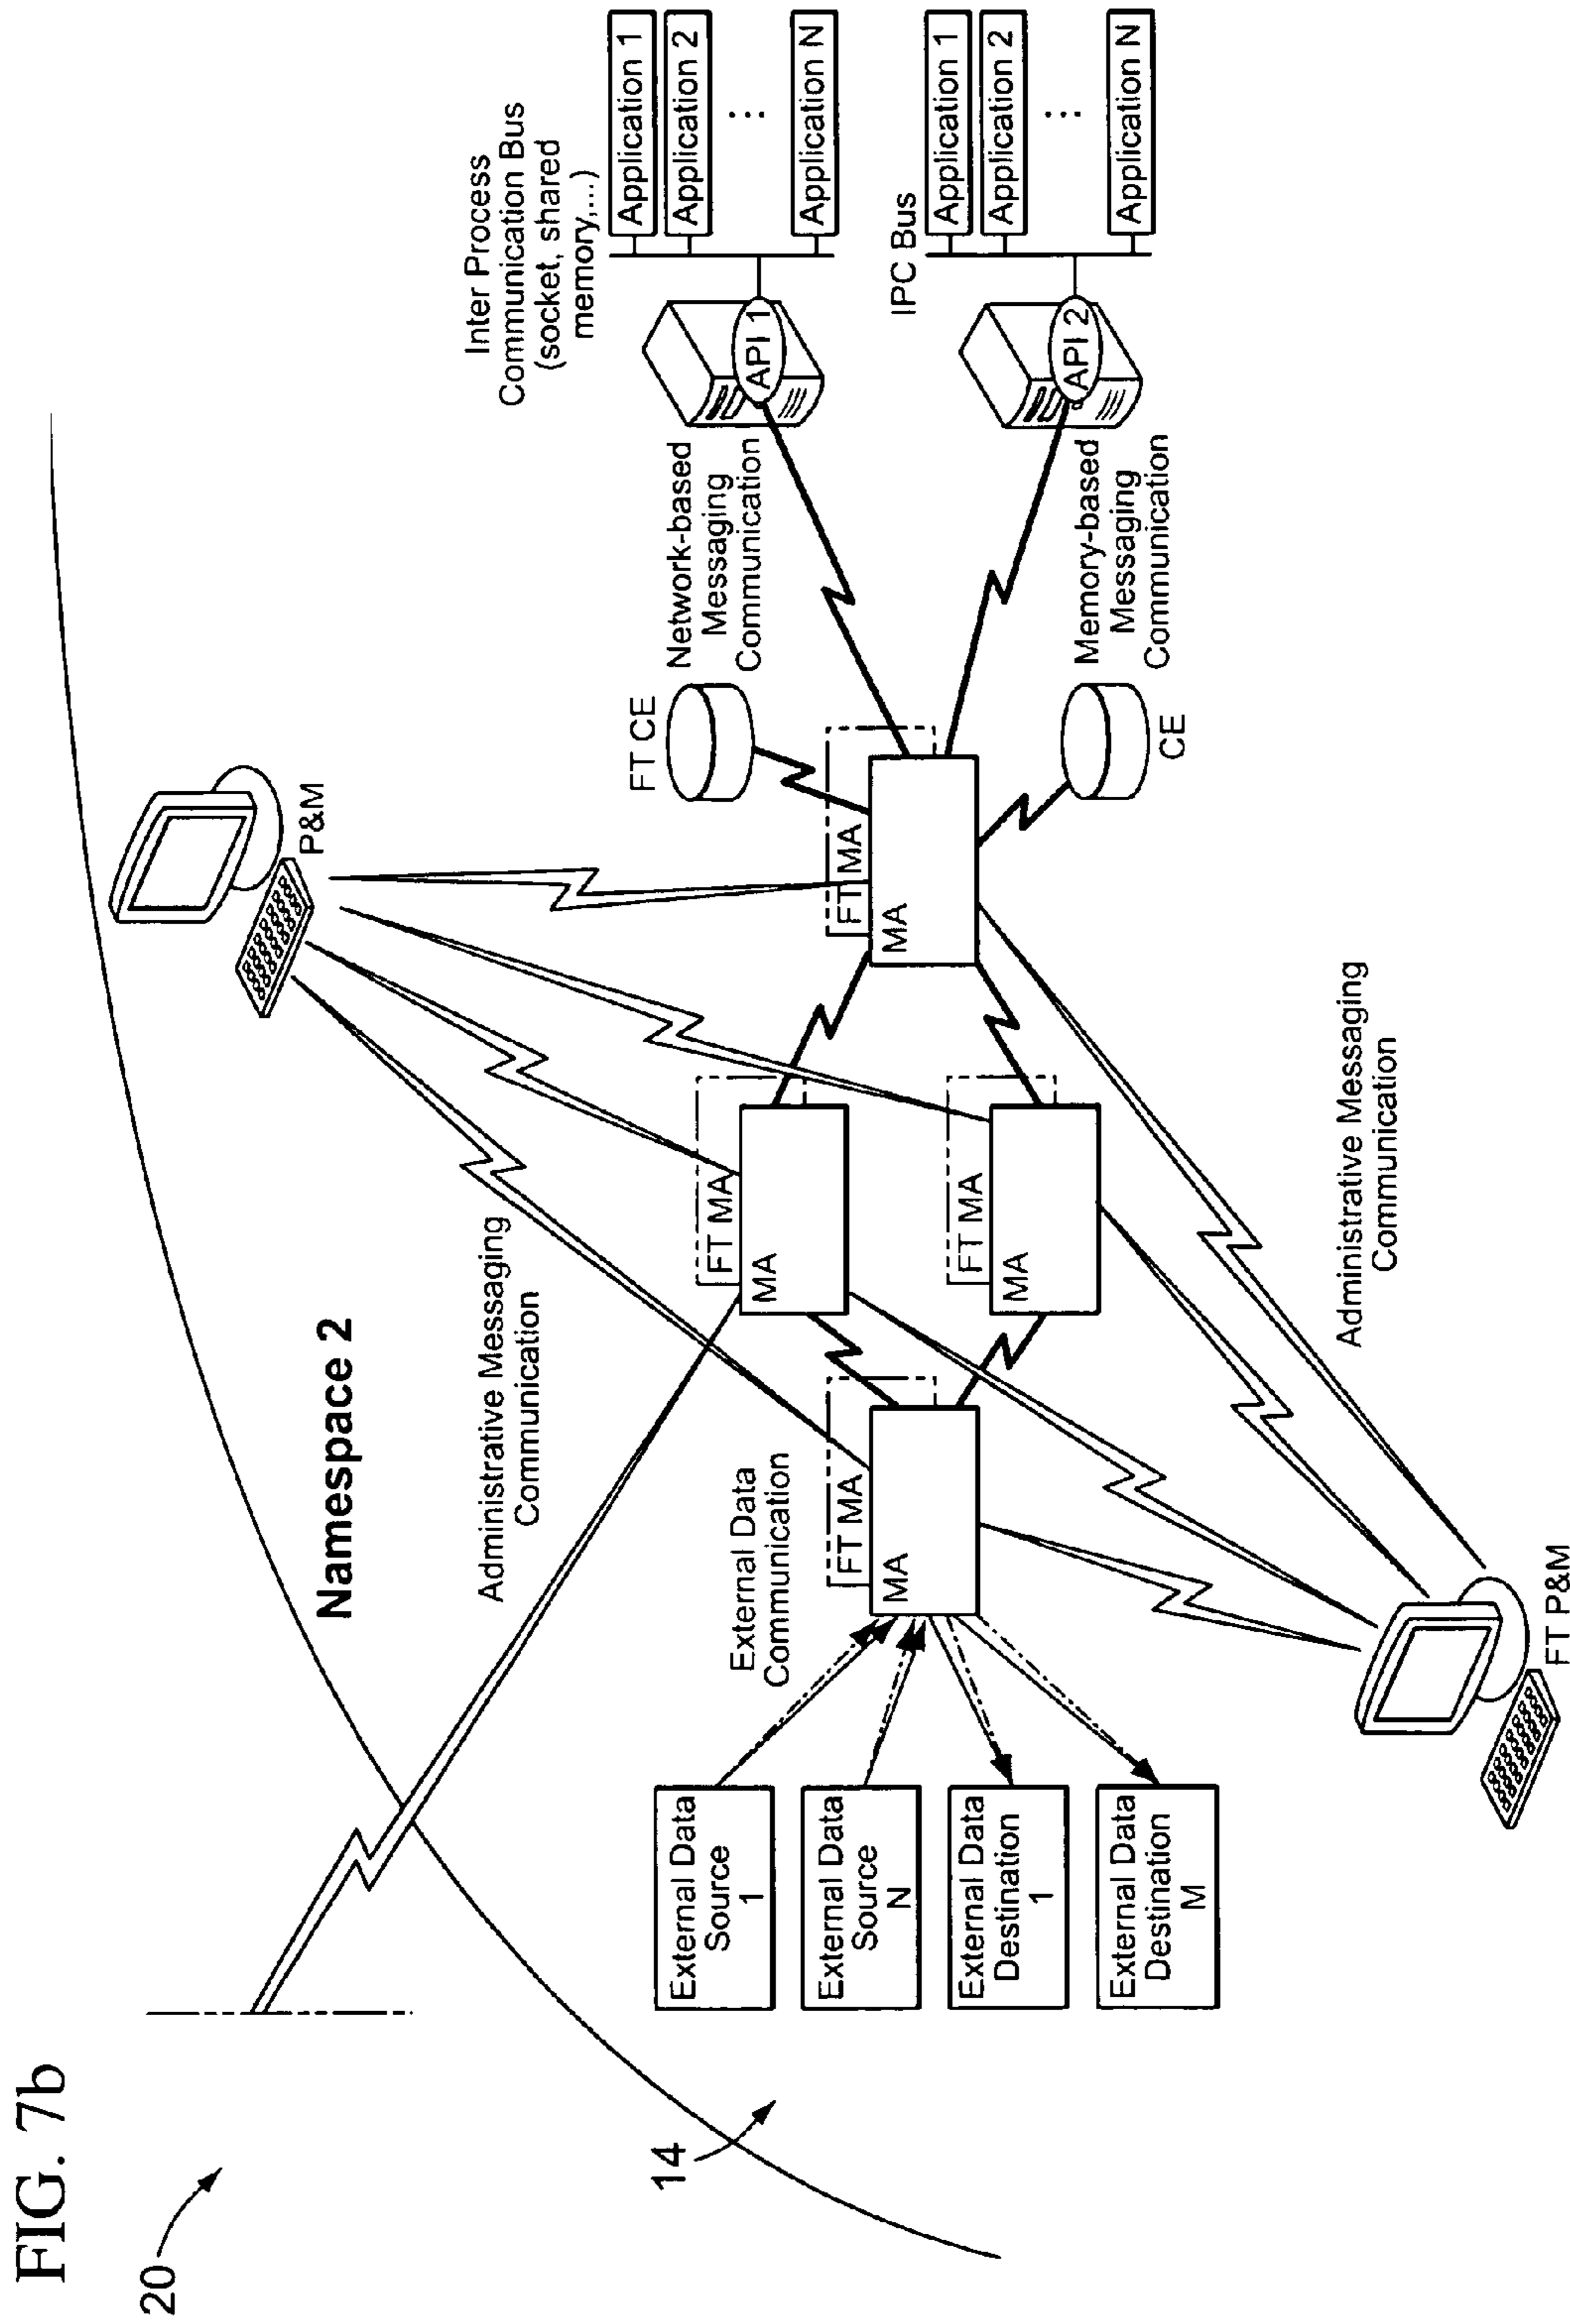 FIG. 7b
20
14
Namespace 2
P&M
Administrative Messaging
Communication
Inter Process
Communication Bus
(socket, shared
memory,...)
Application 1
Application 2
⋮
Application N
API 1
Network-based
Messaging
Communication
FT CE
External Data
Communication
FT MA
MA
FT MA
MA
FT MA
MA
FT MA
MA
IPC Bus
Application 1
Application 2
⋮
Application N
API 2
Memory-based
Messaging
Communication
CE
External Data
Source
1
External Data
Source
N
External Data
Destination
1
External Data
Destination
M
Administrative Messaging
Communication
FT P&M